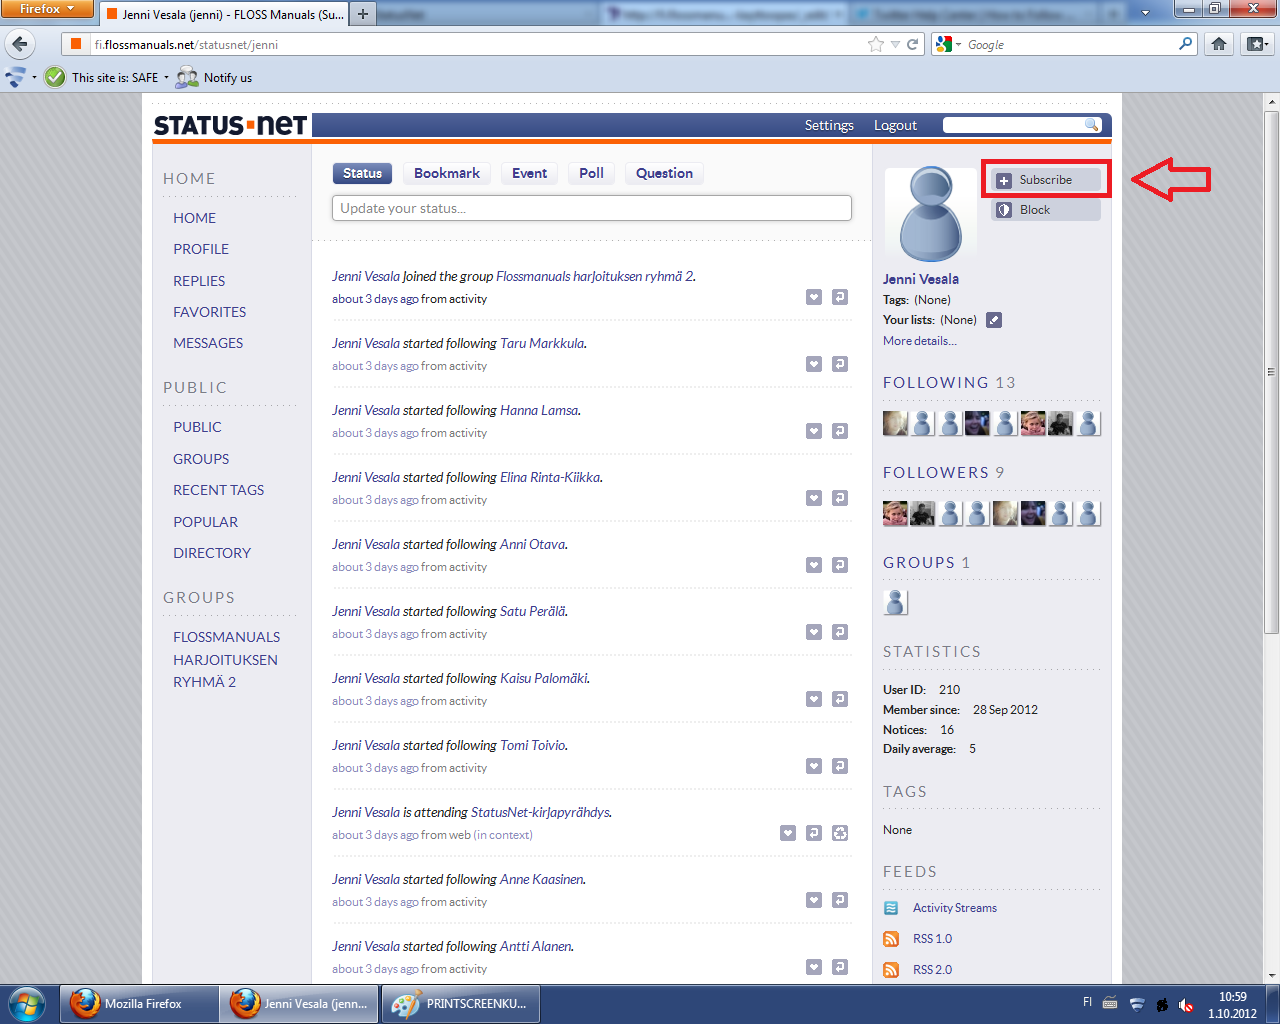 Firefox
Jenni Vesala (jenni) - FLOSS Manuals (Su...
fi.flossmanuals.net/statusnet/jenni
Google
This site is: SAFE
Notify us
STATUS net
Settings
Logout
HOME
HOME
PROFILE
REPLIES
FAVORITES
MESSAGES
PUBLIC
PUBLIC
GROUPS
RECENT TAGS
POPULAR
DIRECTORY
GROUPS
FLOSSMANUALS
HARJOITUKSEN
RYHMÄ 2
Status
Bookmark
Event
Poll
Question
Update your status...
Jenni Vesala joined the group Flossmanuals harjoituksen ryhmä 2.
about 3 days ago from activity
Jenni Vesala started following Taru Markkula.
about 3 days ago from activity
Jenni Vesala started following Hanna Lamsa.
about 3 days ago from activity
Jenni Vesala started following Elina Rinta-Kiikka.
about 3 days ago from activity
Jenni Vesala started following Anni Otava.
about 3 days ago from activity
Jenni Vesala started following Satu Perälä.
about 3 days ago from activity
Jenni Vesala started following Kaisu Palomäki.
about 3 days ago from activity
Jenni Vesala started following Tomi Toivio.
about 3 days ago from activity
Jenni Vesala is attending StatusNet-kirjapyrähdys.
about 3 days ago from web (in context)
Jenni Vesala started following Anne Kaasinen.
about 3 days ago from activity
Jenni Vesala started following Antti Alanen.
about 3 days ago from activity
Subscribe
Block
Jenni Vesala
Tags: (None)
Your lists: (None)
More details...
FOLLOWING 13
FOLLOWERS 9
GROUPS 1
STATISTICS
User ID: 210
Member since: 28 Sep 2012
Notices: 16
Daily average: 5
TAGS
None
FEEDS
Activity Streams
RSS 1.0
RSS 2.0
Mozilla Firefox
Jenni Vesala (jenn...
PRINTSCREENKU...
FI
10:59
1.10.2012